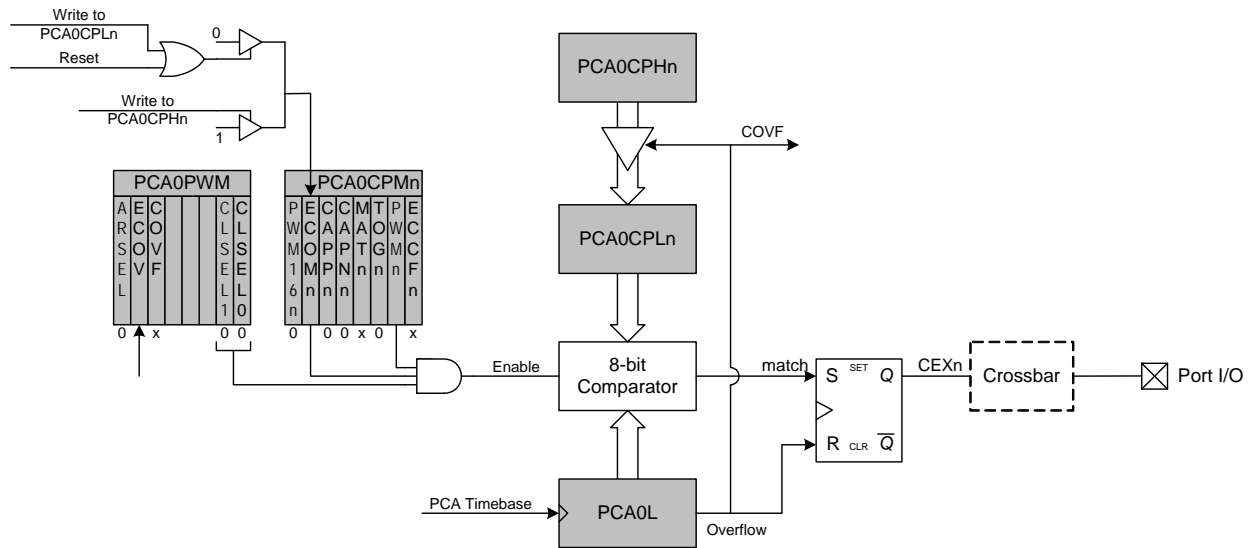 Write to
PCA0CPLn
Reset
0
Write to
PCA0CPHn
1
PCA0CPHn
COVF
PCA0PWM
ARSEL
ECOV
COVF
CLSEL1
CLSEL0
0
x
0
0
PCA0CPMn
PWM16n
ECOMn
CAPPn
CAPNn
MATn
TOGn
PWMn
ECCFn
0
0
0
x
0
x
PCA0CPLn
Enable
8-bit
Comparator
match
S
SET
Q
R
CLR
Q
CEXn
Crossbar
Port I/O
PCA Timebase
PCA0L
Overflow